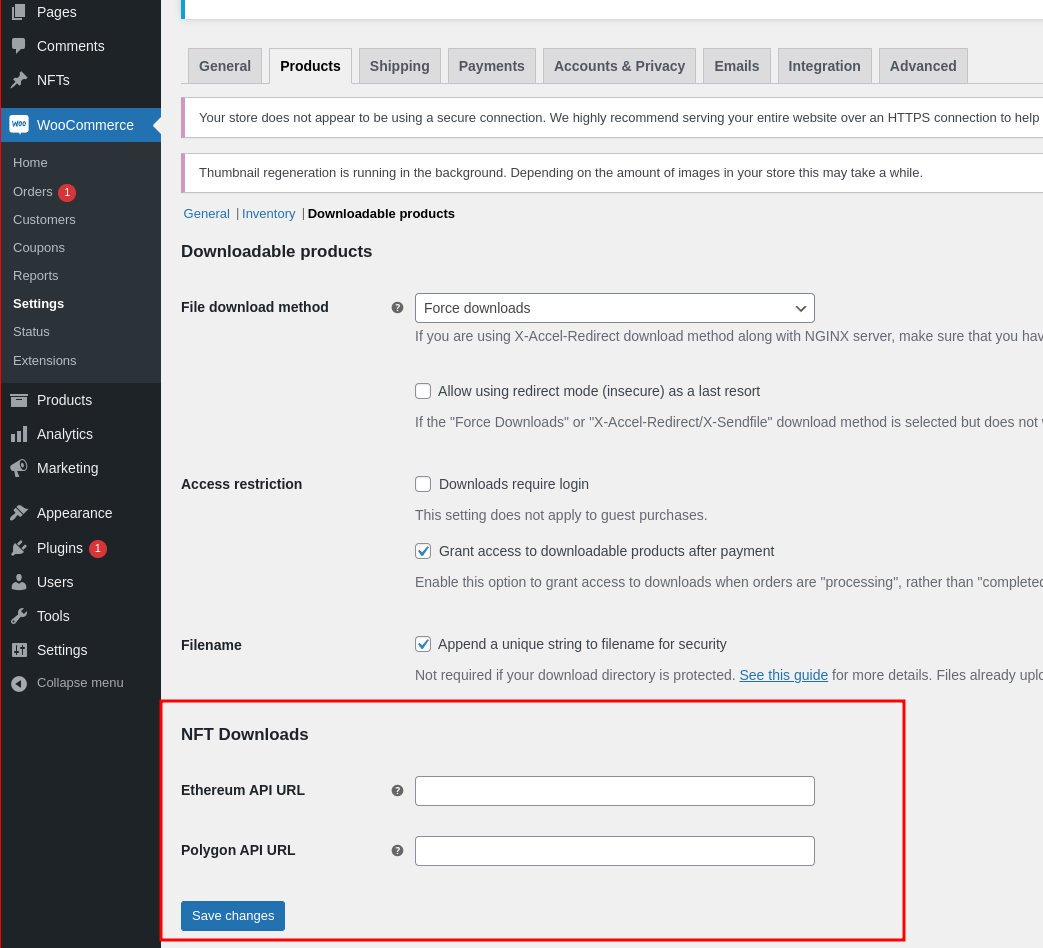 Pages
Comments
NFTs
WOO WooCommerce
Home
Orders 1
Customers
Coupons
Reports
Settings
Status
Extensions
Products
Analytics
Marketing
Appearance
Plugins 1
Users
Tools
Settings
Collapse menu
General Products Shipping Payments Accounts & Privacy Emails Integration Advanced
Your store does not appear to be using a secure connection. We highly recommend serving your entire website over an HTTPS connection to help
Thumbnail regeneration is running in the background. Depending on the amount of images in your store this may take a while.
General | Inventory | Downloadable products
Downloadable products
File download method ? Force downloads
If you are using X-Accel-Redirect download method along with NGINX server, make sure that you hav
Allow using redirect mode (insecure) as a last resort
If the "Force Downloads" or "X-Accel-Redirect/X-Sendfile" download method is selected but does not
Access restriction Downloads require login
This setting does not apply to guest purchases.
Grant access to downloadable products after payment
Enable this option to grant access to downloads when orders are "processing", rather than "completed
Filename Append a unique string to filename for security
Not required if your download directory is protected. See this guide for more details. Files already uplo
NFT Downloads
Ethereum API URL ?
Polygon API URL ?
Save changes